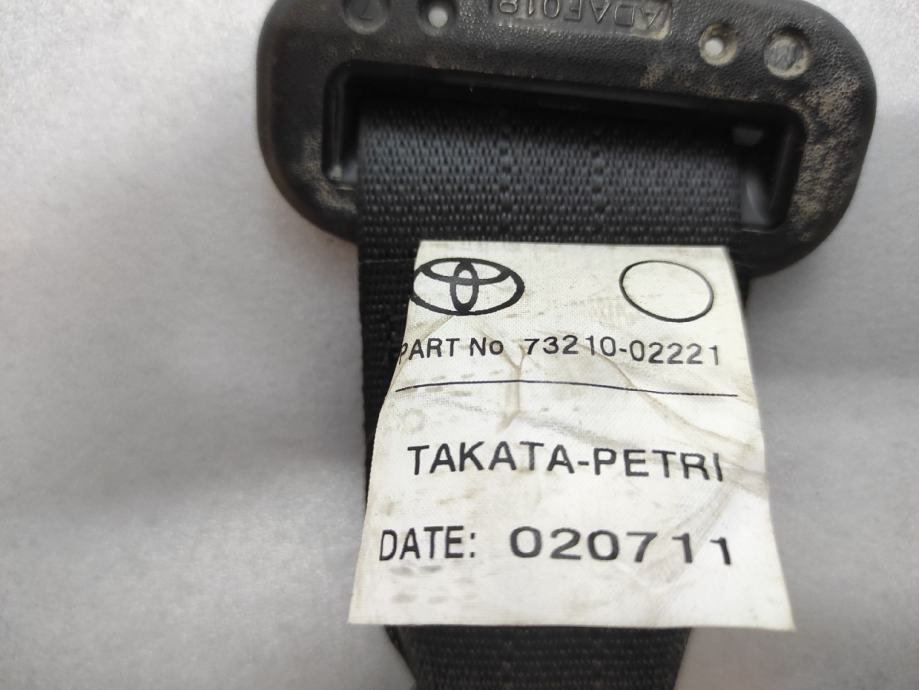 PART No 73210-02221
TAKATA-PETRI
DATE: 020711